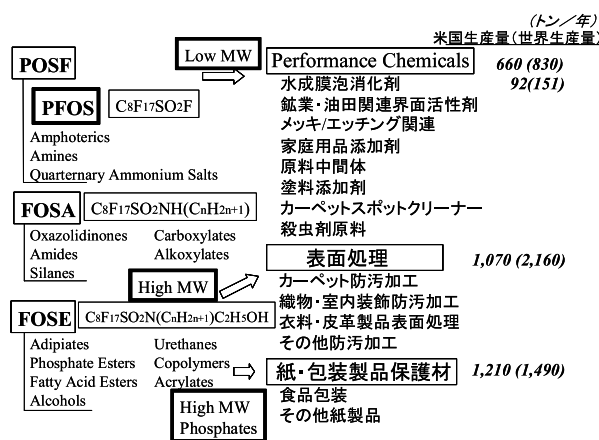 (トン／年)
米国生産量(世界生産量)
Low MW
Performance Chemicals
660 (830)
水成膜泡消化剤
92(151)
鉱業・油田関連界面活性剤
メッキ/エッチング関連
家庭用品添加剤
原料中間体
塗料添加剤
カーペットスポットクリーナー
殺虫剤原料
POSF
PFOS
C8F17SO2F
Amphoterics
Amines
Quarternary Ammonium Salts
FOSA
C8F17SO2NH(CnH2n+1)
Oxazolidinones
Amides
Silanes
Carboxylates
Alkoxylates
High MW
表面処理
1,070 (2,160)
カーペット防汚加工
織物・室内装飾防汚加工
衣料・皮革製品表面処理
その他防汚加工
FOSE
C8F17SO2N(CnH2n+1)C2H5OH
Adipiates
Phosphate Esters
Fatty Acid Esters
Alcohols
Urethanes
Copolymers
Acrylates
High MW
Phosphates
紙・包装製品保護材
1,210 (1,490)
食品包装
その他紙製品